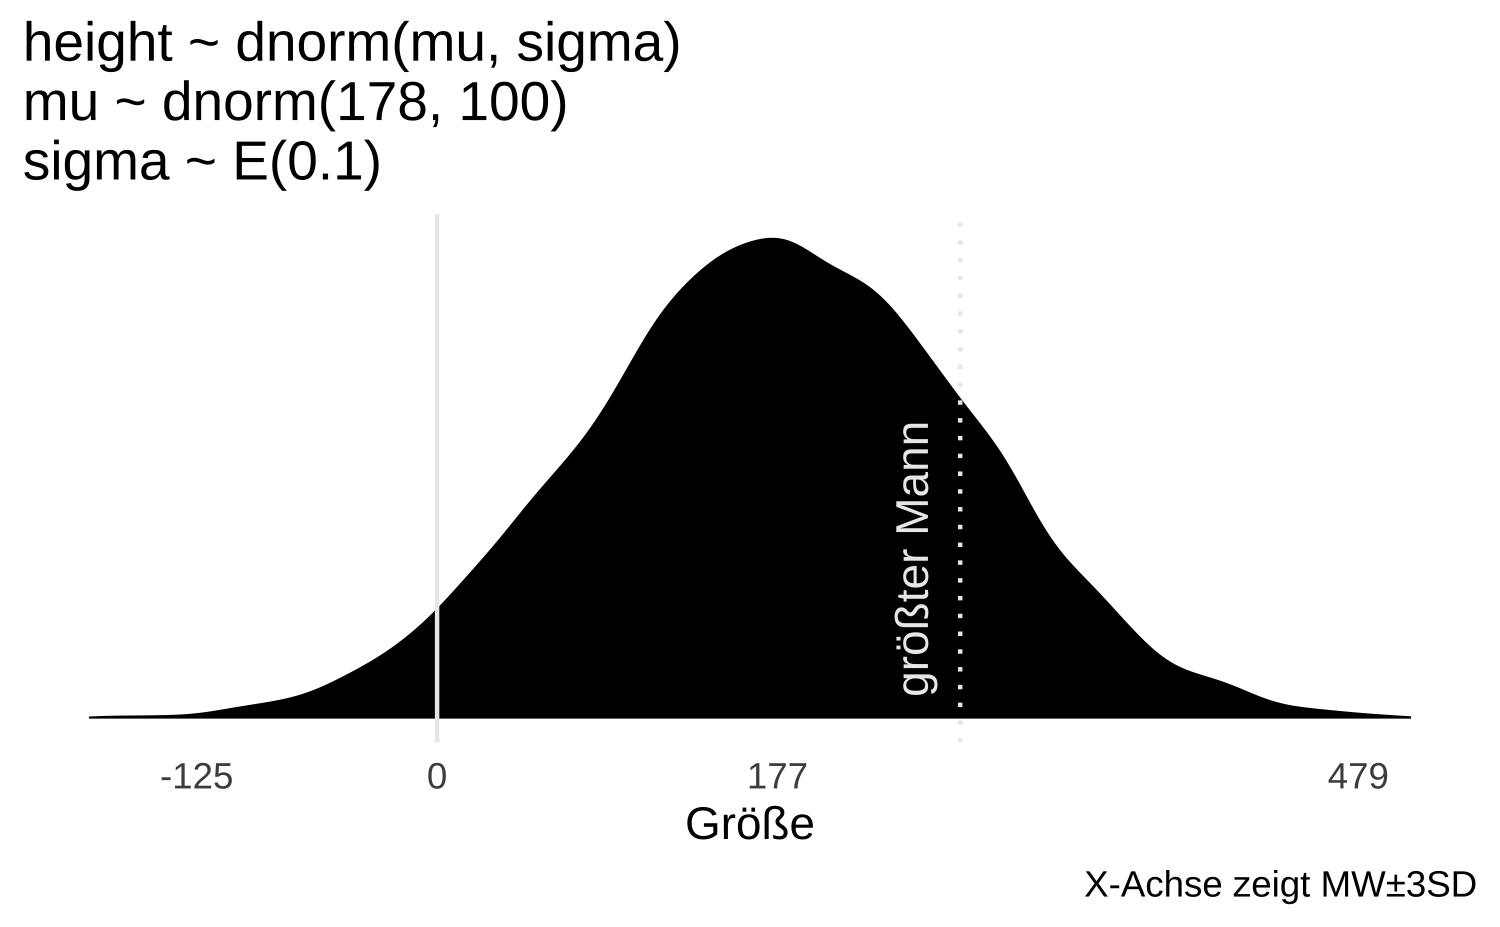 height ~ dnorm(mu, sigma)
mu ~ dnorm(178, 100)
sigma ~ E(0.1)
größter Mann
-125 0 177 479
Größe
X-Achse zeigt MW±3SD